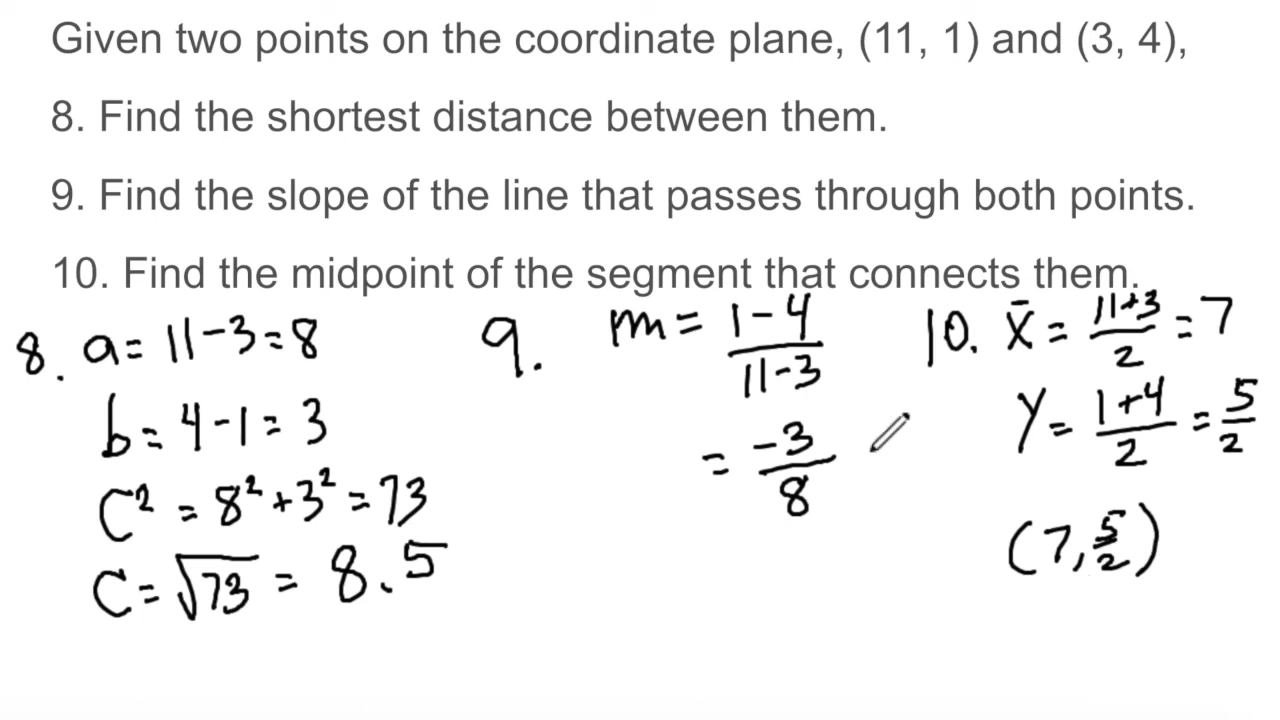 Given two points on the coordinate plane, (11, 1) and (3, 4),
8. Find the shortest distance between them.
9. Find the slope of the line that passes through both points.
10. Find the midpoint of the segment that connects them.
8. a = 11 - 3 = 8
b = 4 - 1 = 3
c² = 8² + 3² = 73
c = √73 = 8.5
9. m = (1 - 4)/(11 - 3)
= -3/8
10. x̄ = (11 + 3)/2 = 7
y = (1 + 4)/2 = 5/2
(7, 5/2)